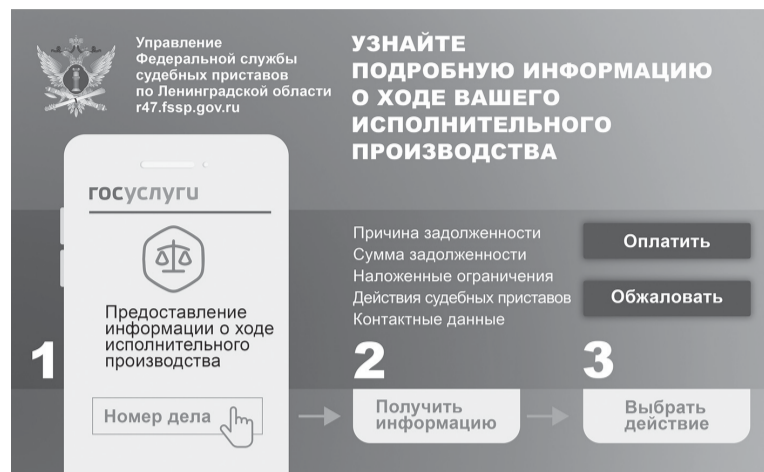 Управление
Федеральной службы
судебных приставов
по Ленинградской области
r47.fssp.gov.ru
УЗНАЙТЕ
ПОДРОБНУЮ ИНФОРМАЦИЮ
О ХОДЕ ВАШЕГО
ИСПОЛНИТЕЛЬНОГО
ПРОИЗВОДСТВА
госуслуги
Предоставление
информации о ходе
исполнительного
производства
1
Номер дела
Причина задолженности
Сумма задолженности
Наложенные ограничения
Действия судебных приставов
Контактные данные
2
Получить
информацию
Оплатить
Обжаловать
3
Выбрать
действие